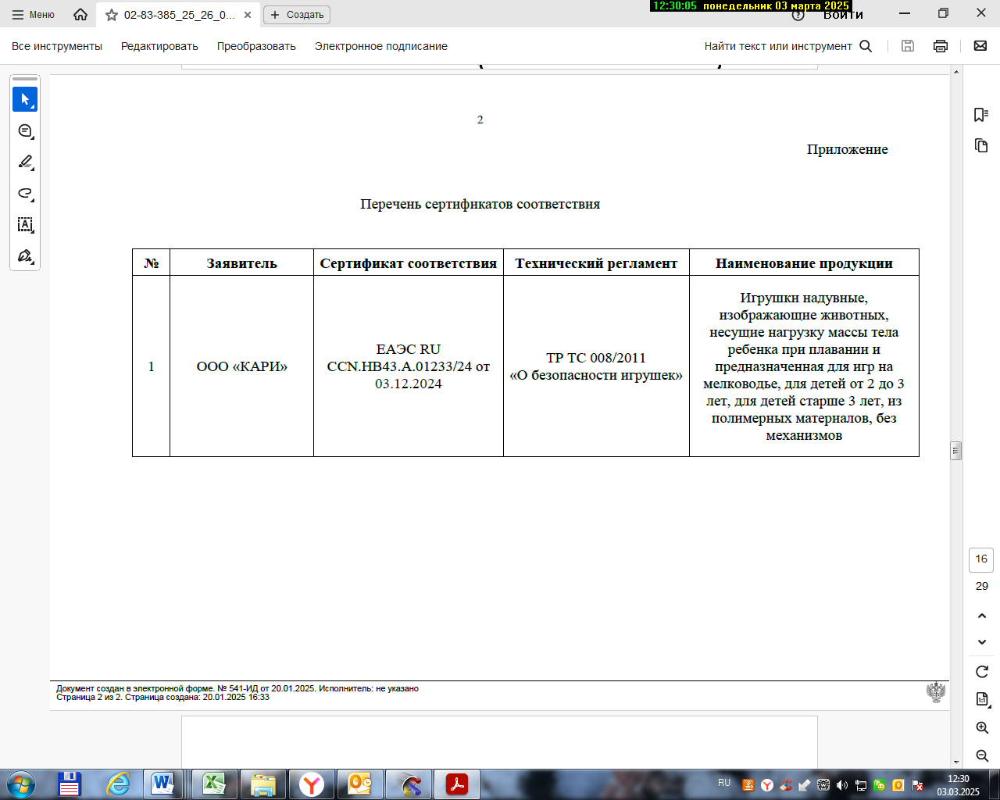 12:30:05 понедельник 03 марта 2025
Меню
02-83-385_25_26_0...
Создать
Войти
Все инструменты
Редактировать
Преобразовать
Электронное подписание
Найти текст или инструмент
2
Приложение
Перечень сертификатов соответствия
№
Заявитель
Сертификат соответствия
Технический регламент
Наименование продукции
1
ООО «КАРИ»
ЕАЭС RU
CCN.HB43.A.01233/24 от
03.12.2024
ТР ТС 008/2011
«О безопасности игрушек»
Игрушки надувные,
изображающие животных,
несущие нагрузку массы тела
ребенка при плавании и
предназначенная для игр на
мелководье, для детей от 2 до 3
лет, для детей старше 3 лет, из
полимерных материалов, без
механизмов
16
29
Документ создан в электронной форме. № 541-ИД от 20.01.2025. Исполнитель: не указано
Страница 2 из 2. Страница создана: 20.01.2025 16:33
RU
12:30
03.03.2025